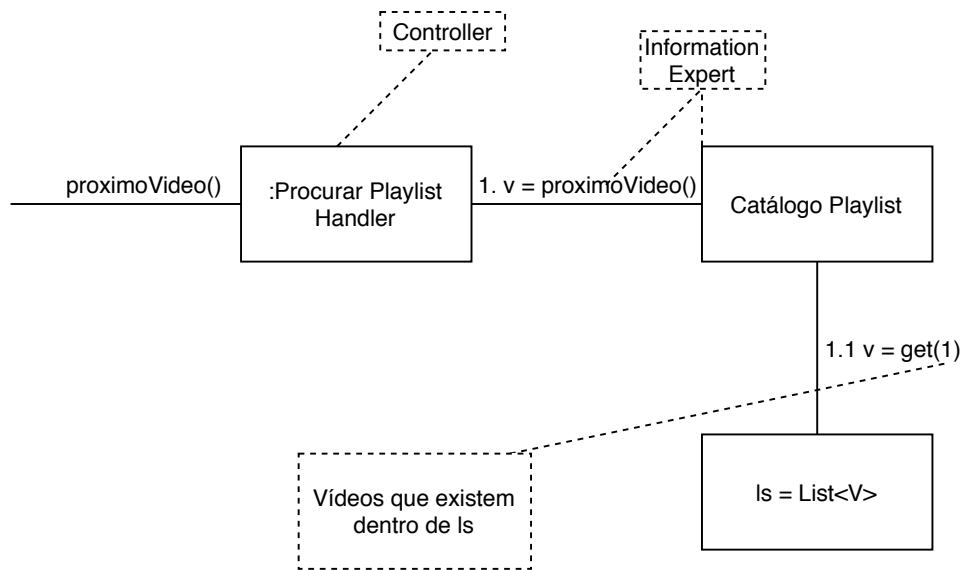 Controller
Information
Expert
proximoVideo()
:Procurar Playlist
Handler
1. v = proximoVideo()
Catálogo Playlist
1.1 v = get(1)
Vídeos que existem
dentro de ls
ls = List<V>